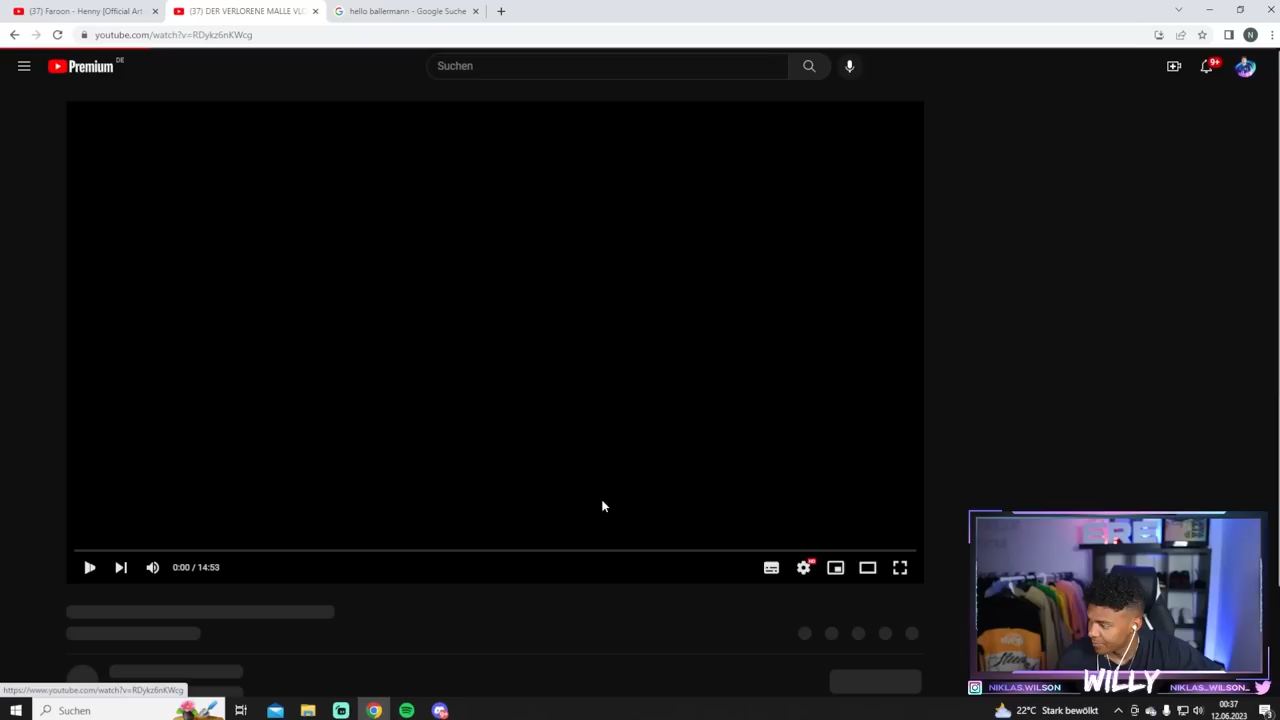 (37) Faroon - Henny [Official Art
(37) DER VERLORENE MALLE VLO
hello ballermann - Google Suche
youtube.com/watch?v=RDykz6nKWcg
Premium DE
Suchen
9+
0:00 / 14:53
https://www.youtube.com/watch?v=RDykz6nKWcg
WILLY
NIKLAS.WILSON
NIKLAS_WILSON_
Suchen
22°C Stark bewölkt
00:37
12.06.2023